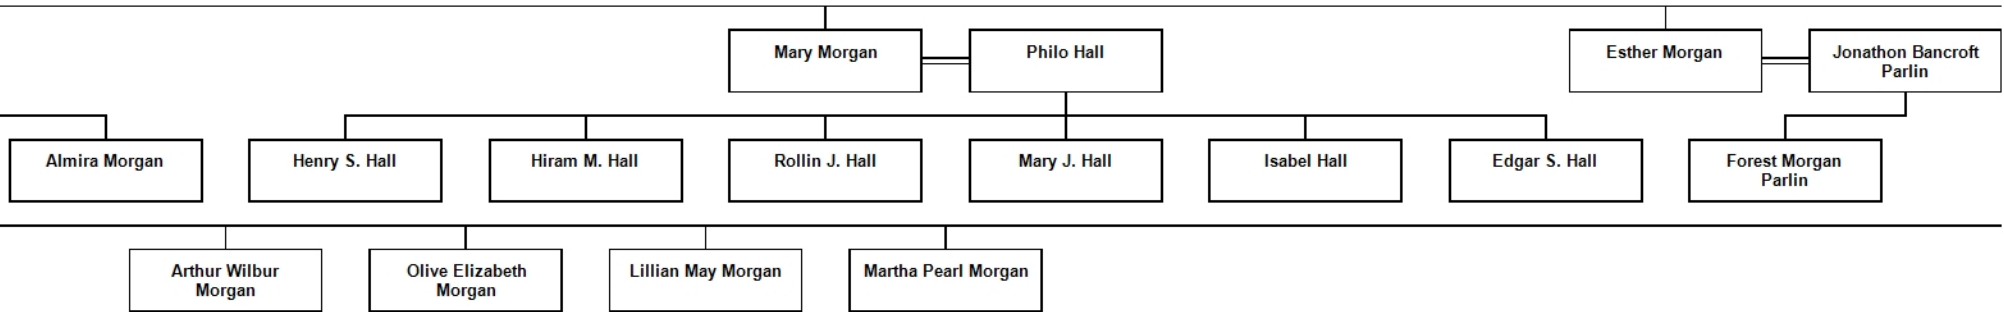 Mary Morgan
Philo Hall
Esther Morgan
Jonathon Bancroft
Parlin
Almira Morgan
Henry S. Hall
Hiram M. Hall
Rollin J. Hall
Mary J. Hall
Isabel Hall
Edgar S. Hall
Forest Morgan
Parlin
Arthur Wilbur
Morgan
Olive Elizabeth
Morgan
Lillian May Morgan
Martha Pearl Morgan